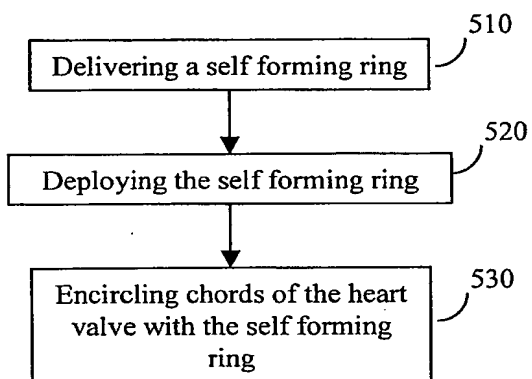 510
Delivering a self forming ring
520
Deploying the self forming ring
530
Encircling chords of the heart
valve with the self forming
ring